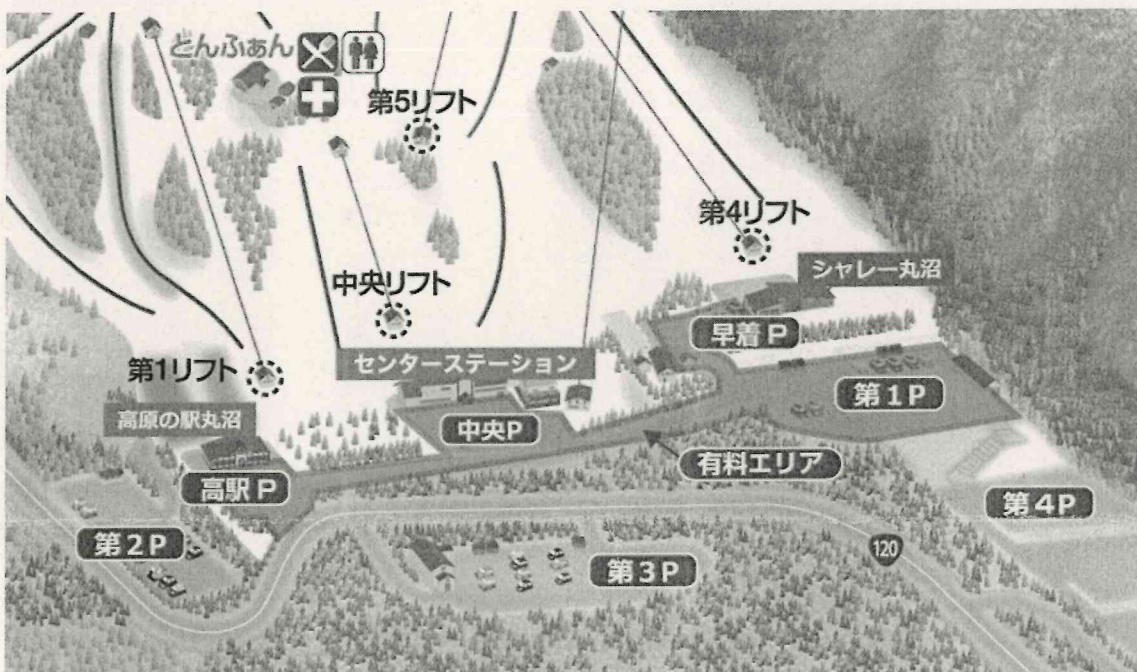 どんふぁん
第5リフト
第4リフト
シャレー丸沼
中央リフト
早着P
センターステーション
第1リフト
第1P
高原の駅丸沼
中央P
有料エリア
高駅P
第4P
第2P
第3P
120